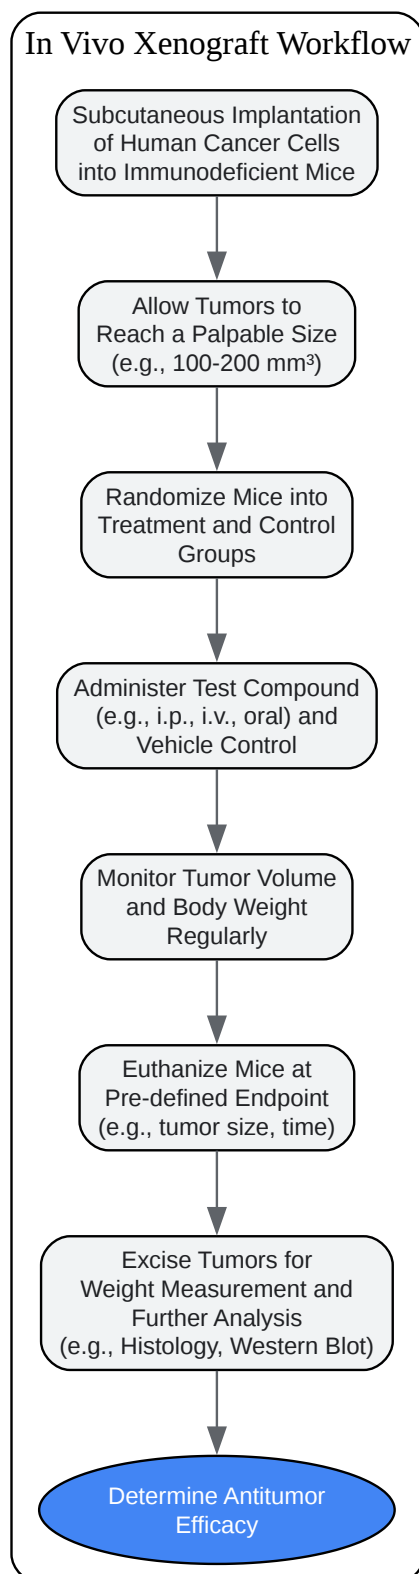 In Vivo Xenograft Workflow
Subcutaneous Implantation
of Human Cancer Cells
into Immunodeficient Mice
Allow Tumors to
Reach a Palpable Size
(e.g., 100-200 mm³)
Randomize Mice into
Treatment and Control
Groups
Administer Test Compound
(e.g., i.p., i.v., oral) and
Vehicle Control
Monitor Tumor Volume
and Body Weight
Regularly
Euthanize Mice at
Pre-defined Endpoint
(e.g., tumor size, time)
Excise Tumors for
Weight Measurement and
Further Analysis
(e.g., Histology, Western Blot)
Determine Antitumor
Efficacy